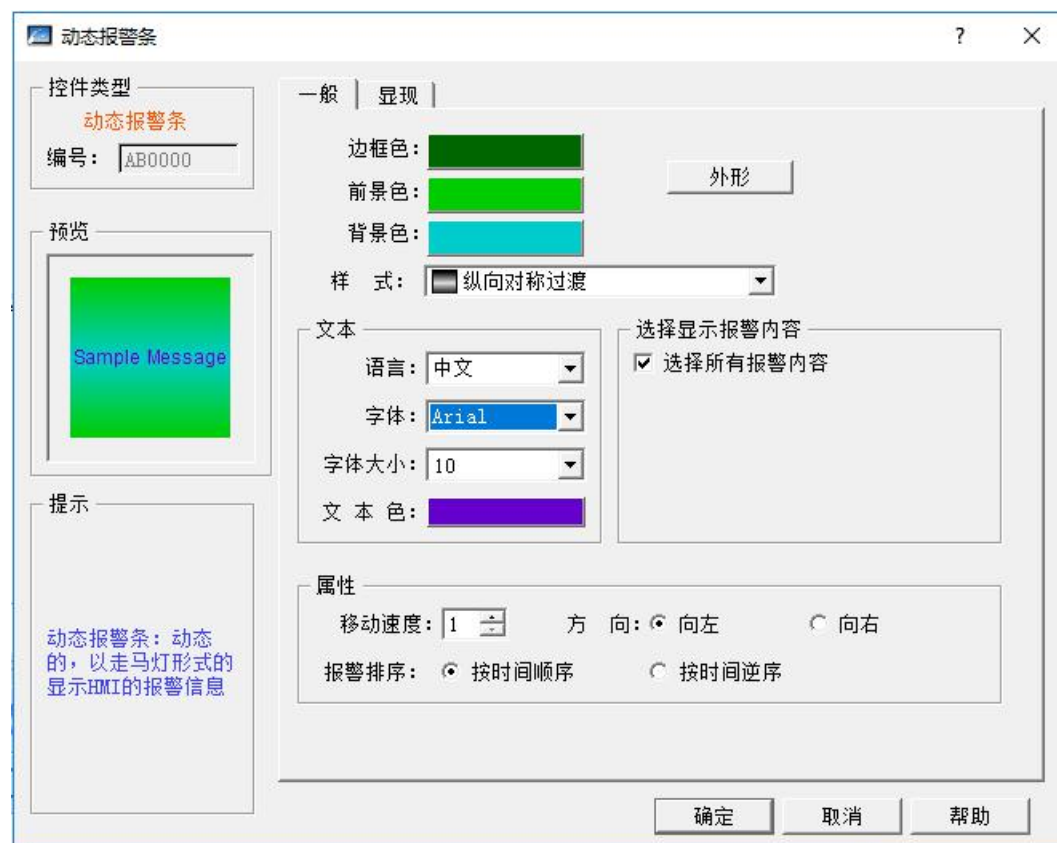 动态报警条
?
控件类型
动态报警条
编号: AB0000
预览
Sample Message
提示
动态报警条: 动态
的, 以走马灯形式的
显示HMI的报警信息
一般 显现
边框色:
外形
前景色:
背景色:
样 式: 纵向对称过渡
文本
语言: 中文
字体: Arial
字体大小: 10
文 本 色:
选择显示报警内容
选择所有报警内容
属性
移动速度: 1 方 向: 向左 向右
报警排序: 按时间顺序 按时间逆序
确定 取消 帮助